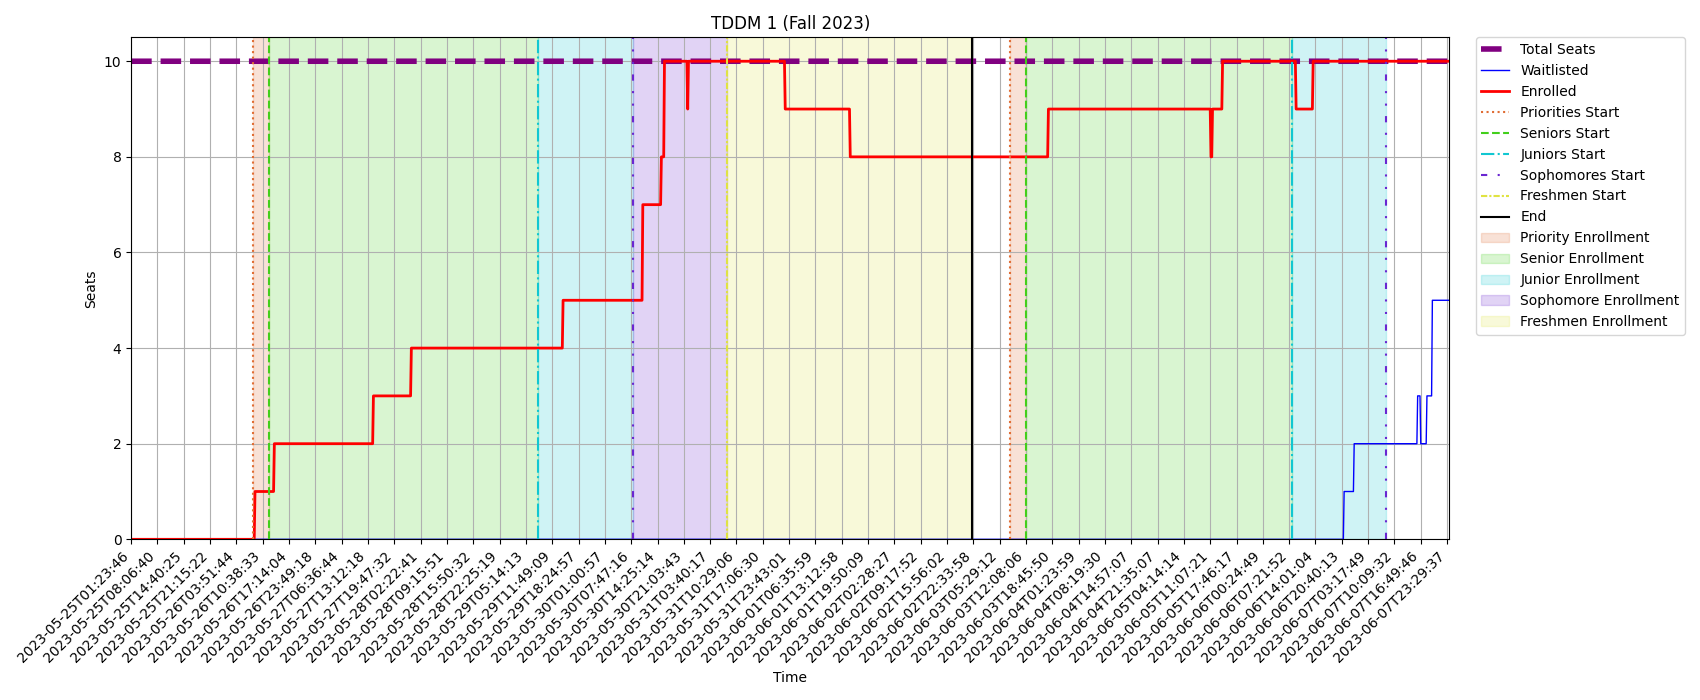 TDDM 1 (Fall 2023)
Seats
10
8
6
4
2
0
2023-05-25T01:23:46
2023-05-25T08:06:40
2023-05-25T14:40:25
2023-05-25T21:15:22
2023-05-26T03:51:44
2023-05-26T10:38:33
2023-05-26T17:14:04
2023-05-26T23:49:18
2023-05-27T06:36:44
2023-05-27T13:12:18
2023-05-27T19:47:32
2023-05-28T02:22:41
2023-05-28T09:15:51
2023-05-28T15:50:32
2023-05-28T22:25:19
2023-05-29T05:14:13
2023-05-29T11:49:09
2023-05-29T18:24:57
2023-05-30T01:00:57
2023-05-30T07:47:16
2023-05-30T14:25:14
2023-05-30T21:03:43
2023-05-31T03:40:17
2023-05-31T10:29:06
2023-05-31T17:06:30
2023-05-31T23:43:01
2023-06-01T06:35:59
2023-06-01T13:12:58
2023-06-01T19:50:09
2023-06-02T02:28:27
2023-06-02T09:17:52
2023-06-02T15:56:02
2023-06-02T22:33:58
2023-06-03T05:29:12
2023-06-03T12:08:06
2023-06-03T18:45:50
2023-06-04T01:23:59
2023-06-04T08:19:30
2023-06-04T14:57:07
2023-06-04T21:35:07
2023-06-05T04:14:14
2023-06-05T11:07:21
2023-06-05T17:46:17
2023-06-06T00:24:49
2023-06-06T07:21:52
2023-06-06T14:01:04
2023-06-06T20:40:13
2023-06-07T03:17:49
2023-06-07T10:09:32
2023-06-07T16:49:46
2023-06-07T23:29:37
Time
Total Seats
Waitlisted
Enrolled
Priorities Start
Seniors Start
Juniors Start
Sophomores Start
Freshmen Start
End
Priority Enrollment
Senior Enrollment
Junior Enrollment
Sophomore Enrollment
Freshmen Enrollment